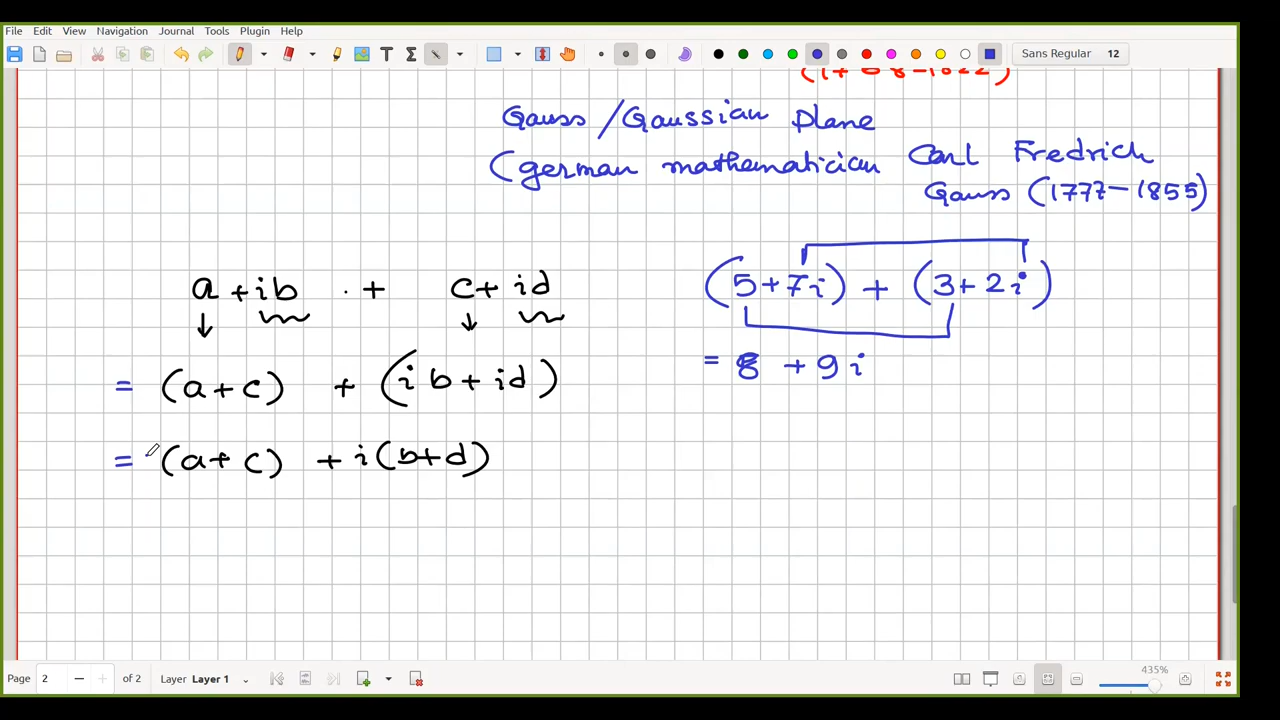 File Edit View Navigation Journal Tools Plugin Help
Sans Regular 12
Gauss / Gaussian Plane
(german mathematician Carl Fredrich
Gauss (1777-1855)
a + ib . + c + id
= (a + c) + (ib + id)
= (a + c) + i(b + d)
(5 + 7i) + (3 + 2i)
= 8 + 9i
435%
Page 2 of 2 Layer Layer 1